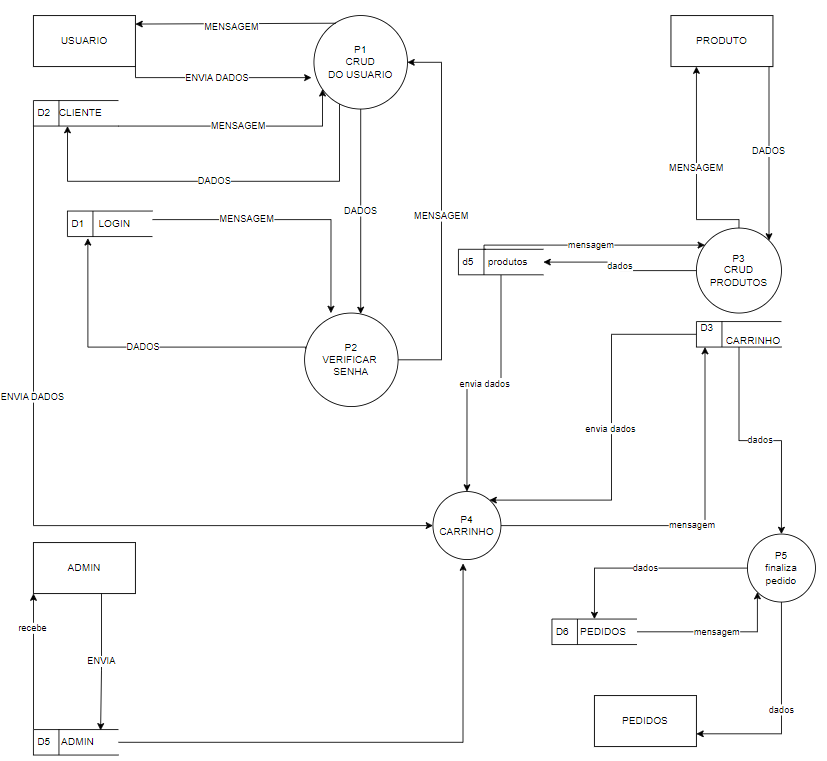 USUARIO
MENSAGEM
ENVIA DADOS
P1
CRUD
DO USUARIO
PRODUTO
D2 CLIENTE
MENSAGEM
DADOS
MENSAGEM
DADOS
D1 LOGIN
MENSAGEM
DADOS
MENSAGEM
d5 produtos
mensagem
dados
P3
CRUD
PRODUTOS
D3
CARRINHO
DADOS
P2
VERIFICAR
SENHA
envia dados
ENVIA DADOS
envia dados
dados
P4
CARRINHO
mensagem
ADMIN
P5
finaliza
pedido
dados
recebe
D6 PEDIDOS
mensagem
ENVIA
dados
PEDIDOS
D5 ADMIN